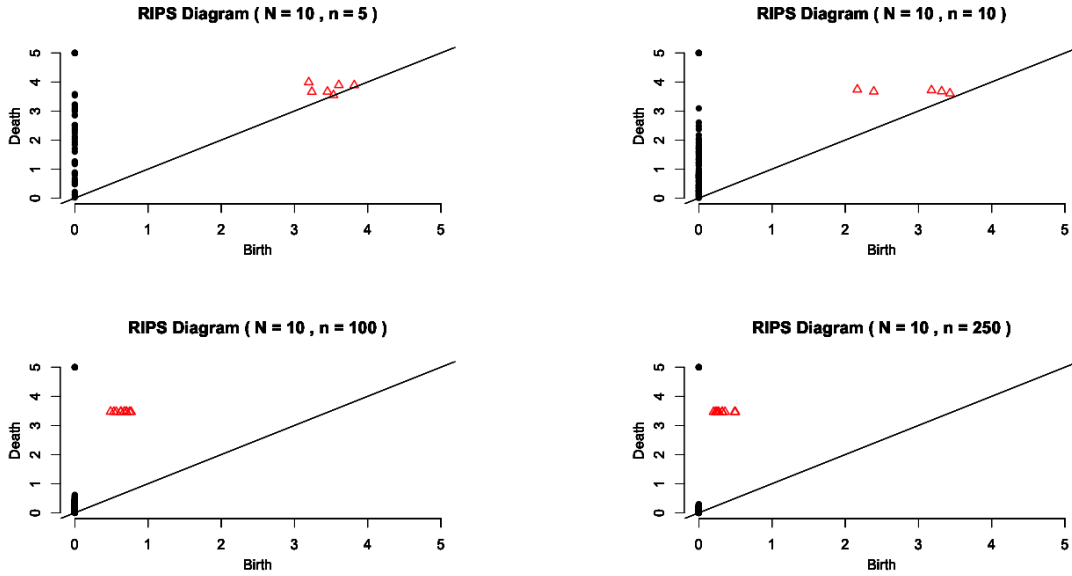 RIPS Diagram ( N = 10 , n = 5 )
Death
0 1 2 3 4 5
0 1 2 3 4 5
Birth
RIPS Diagram ( N = 10 , n = 10 )
Death
0 1 2 3 4 5
0 1 2 3 4 5
Birth
RIPS Diagram ( N = 10 , n = 100 )
Death
0 1 2 3 4 5
0 1 2 3 4 5
Birth
RIPS Diagram ( N = 10 , n = 250 )
Death
0 1 2 3 4 5
0 1 2 3 4 5
Birth